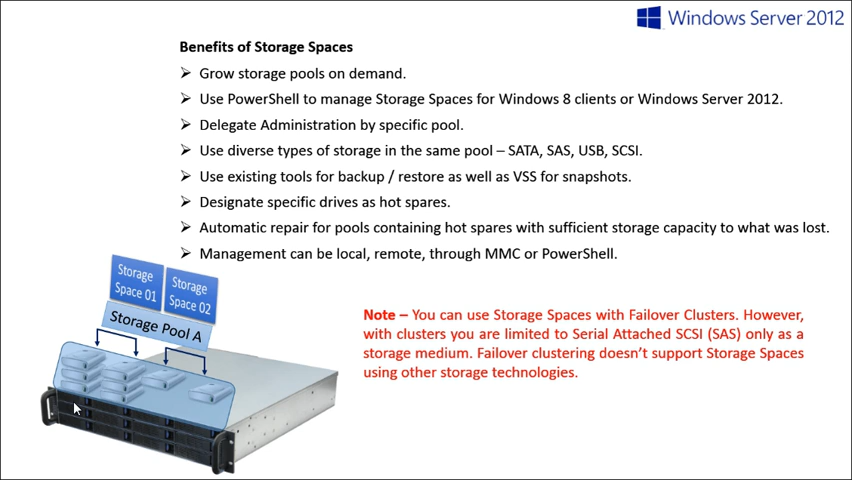 Windows Server 2012
Benefits of Storage Spaces
➢ Grow storage pools on demand.
➢ Use PowerShell to manage Storage Spaces for Windows 8 clients or Windows Server 2012.
➢ Delegate Administration by specific pool.
➢ Use diverse types of storage in the same pool – SATA, SAS, USB, SCSI.
➢ Use existing tools for backup / restore as well as VSS for snapshots.
➢ Designate specific drives as hot spares.
➢ Automatic repair for pools containing hot spares with sufficient storage capacity to what was lost.
➢ Management can be local, remote, through MMC or PowerShell.
Storage
Space 01
Storage
Space 02
Storage Pool A
Note – You can use Storage Spaces with Failover Clusters. However,
with clusters you are limited to Serial Attached SCSI (SAS) only as a
storage medium. Failover clustering doesn't support Storage Spaces
using other storage technologies.